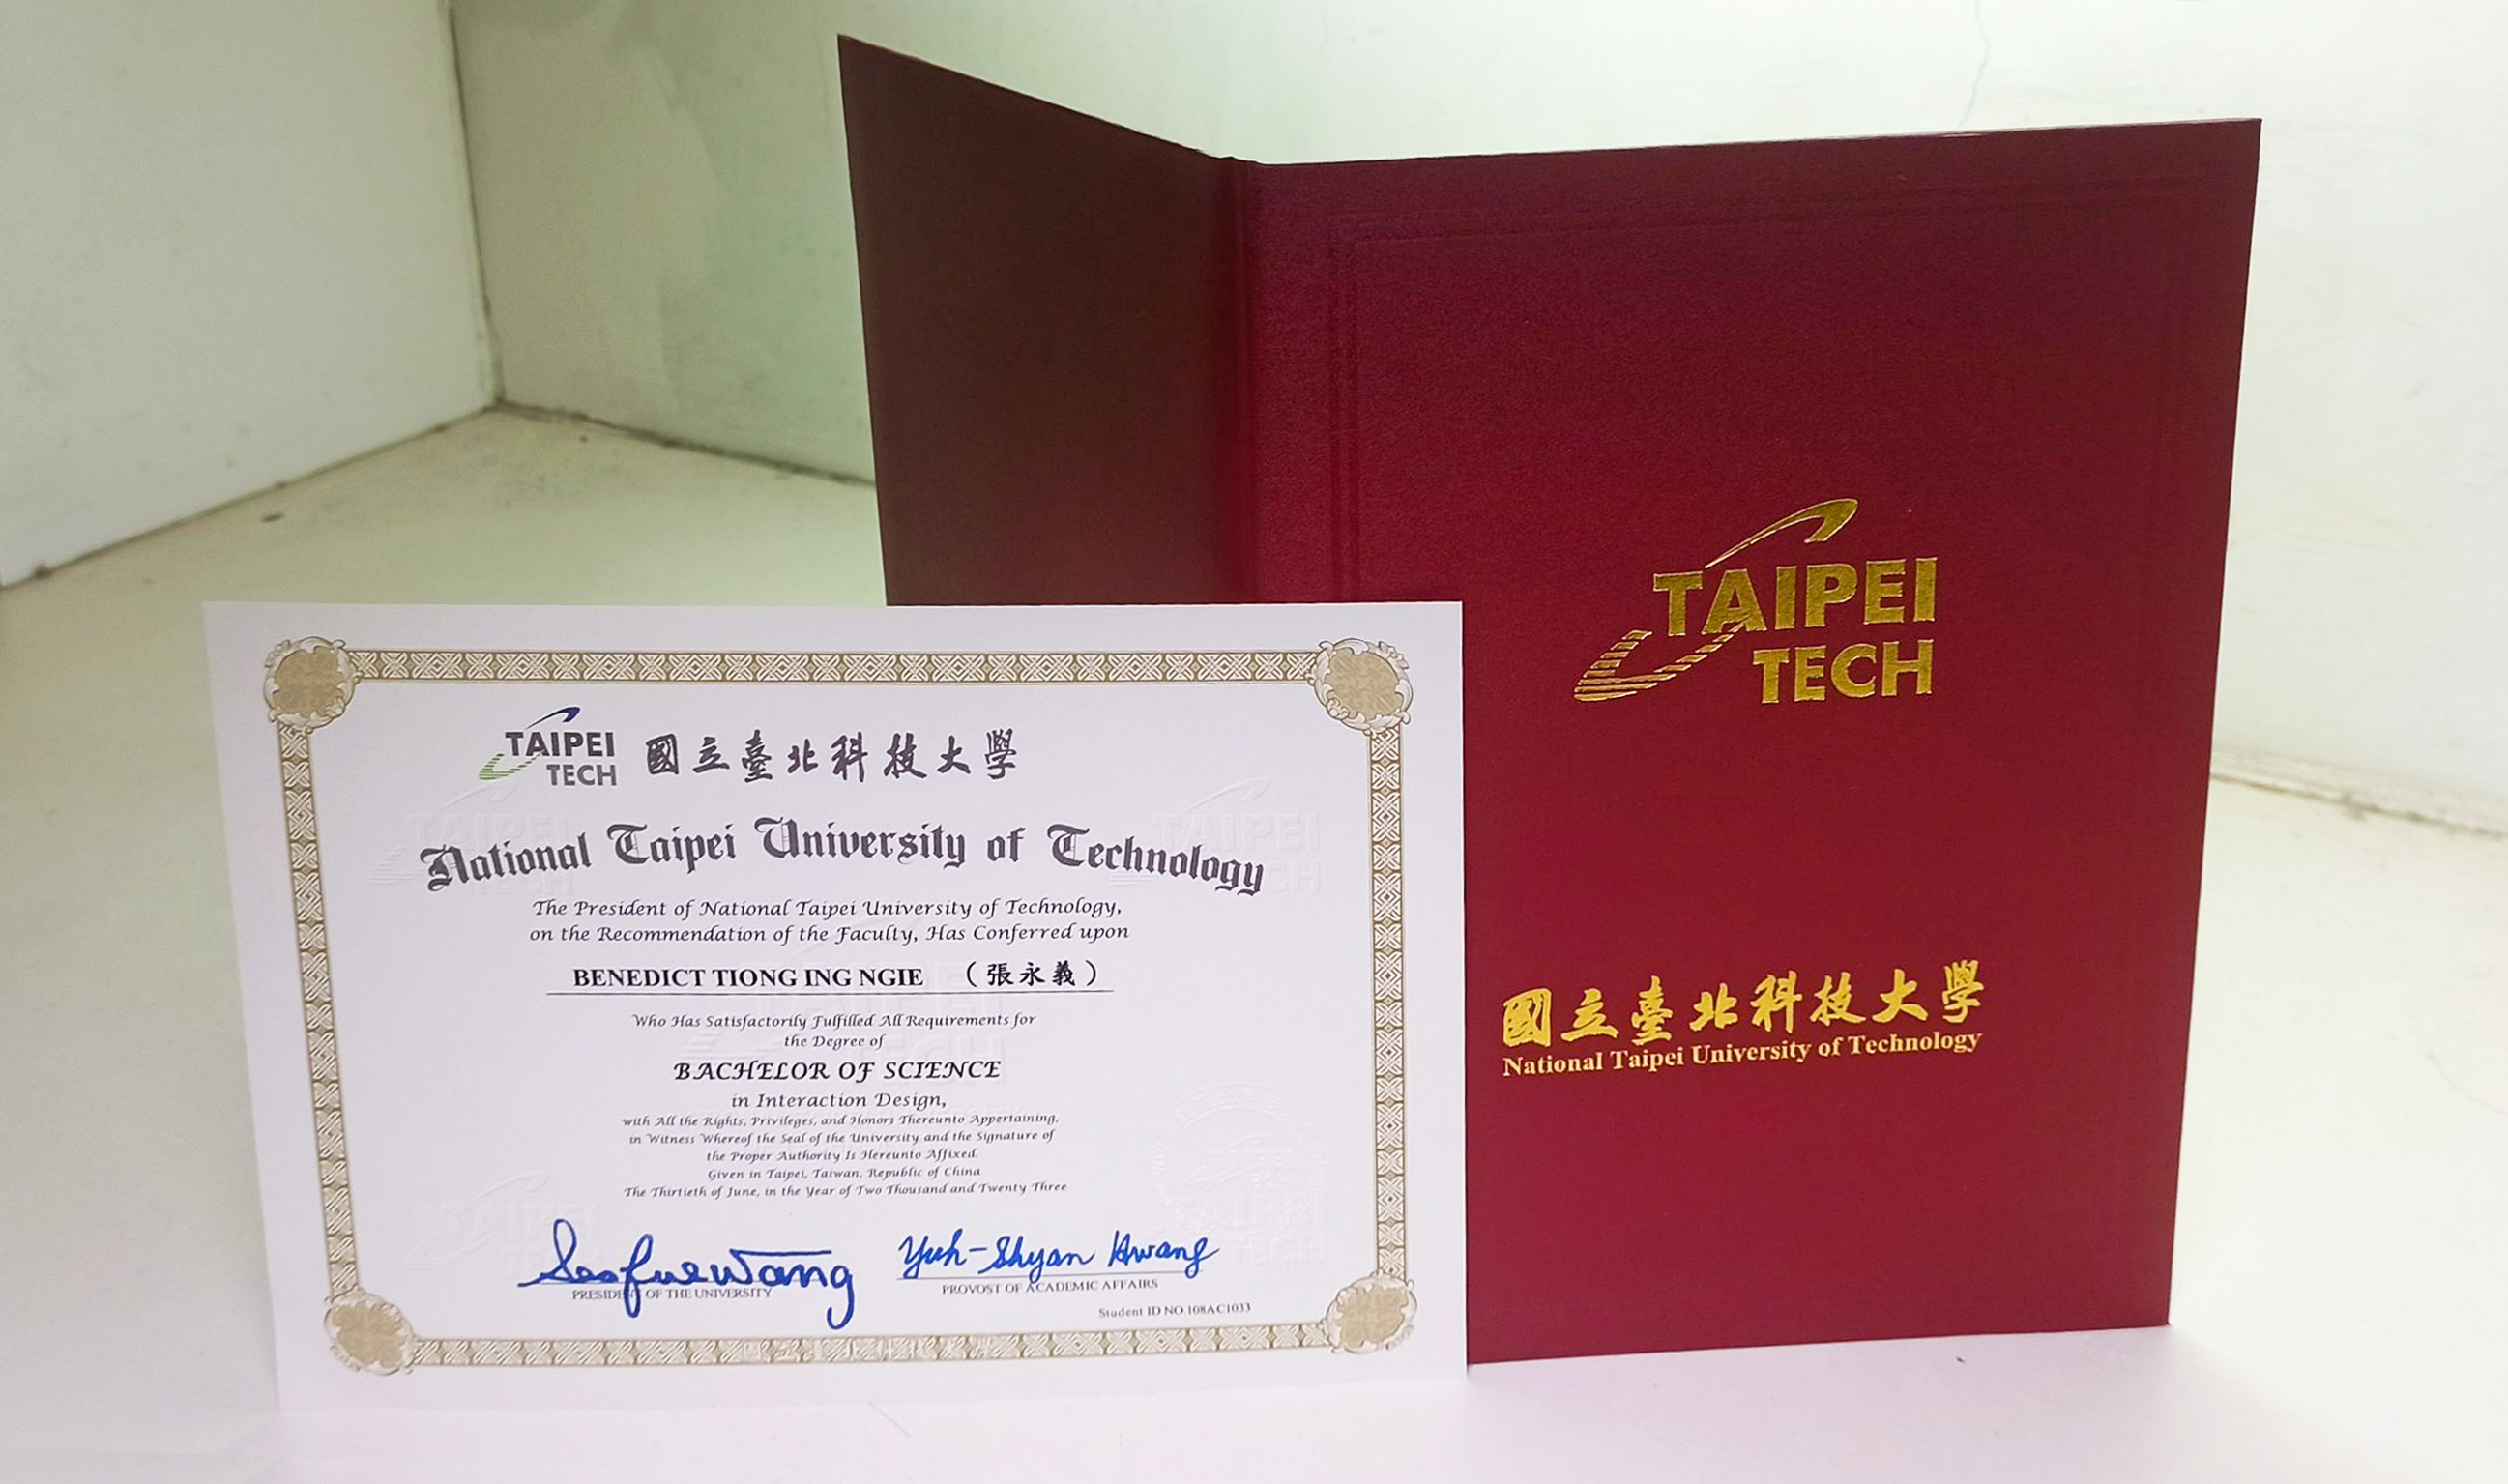 TAIPEI
TECH
國立臺北科技大學
National Taipei University of Technology
The President of National Taipei University of Technology,
on the Recommendation of the Faculty, Has Conferred upon
BENEDICT TIONG ING NGIE （張永義）
Who Has Satisfactorily Fulfilled All Requirements for
the Degree of
BACHELOR OF SCIENCE
in Interaction Design,
with All the Rights, Privileges, and Honors Thereunto Appertaining,
in Witness Whereof the Seal of the University and the Signature of
the Proper Authority Is Hereunto Affixed.
Given in Taipei, Taiwan, Republic of China
The Thirtieth of June, in the Year of Two Thousand and Twenty Three
Sea-Fue Wang
Yuh-Shyan Hwang
PRESIDENT OF THE UNIVERSITY
PROVOST OF ACADEMIC AFFAIRS
Student ID NO.108AC1033
TAIPEI
TECH
國立臺北科技大學
National Taipei University of Technology